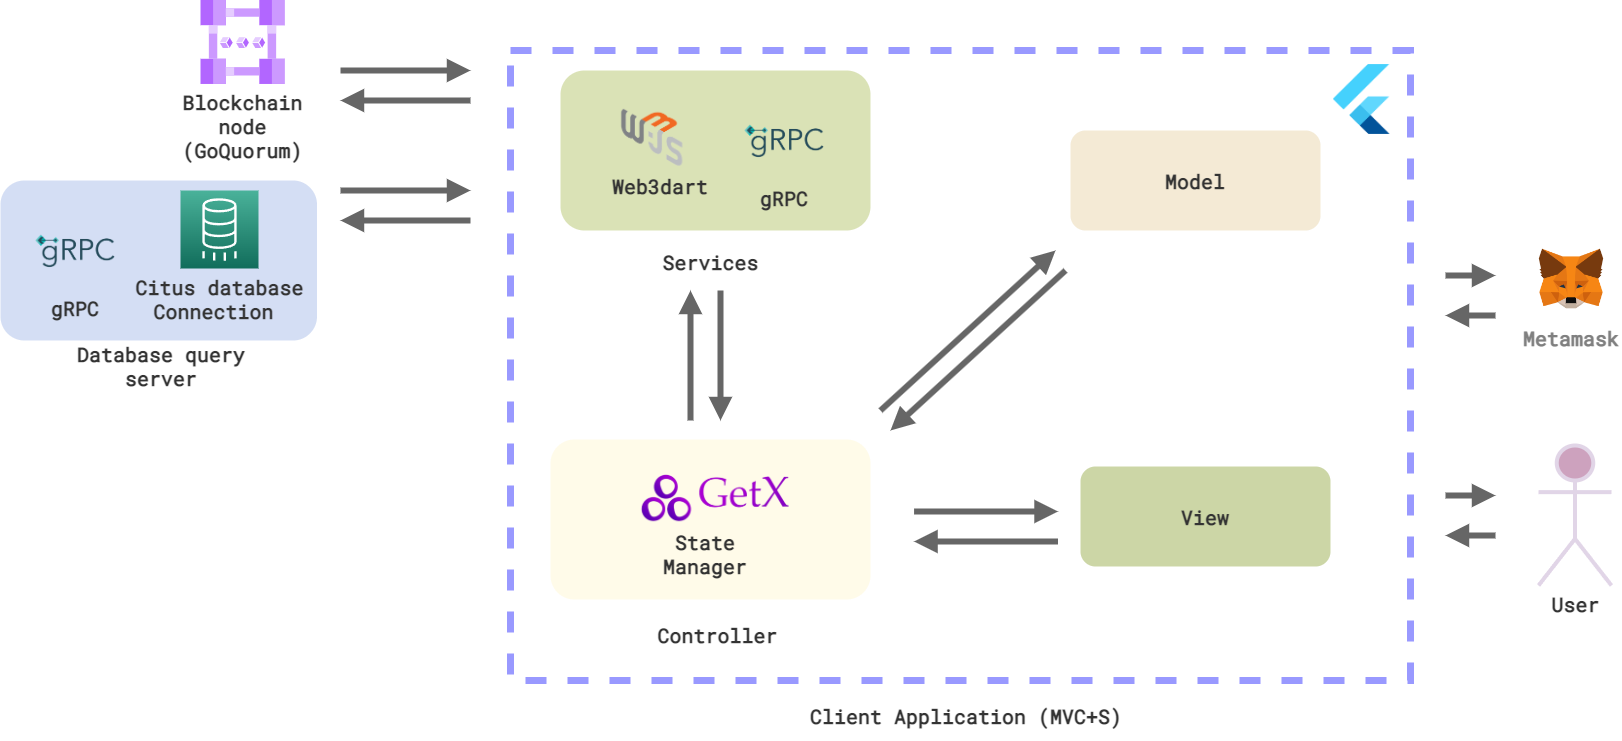 Blockchain
node
(GoQuorum)
gRPC
gRPC
Citus database
Connection
Database query
server
W3JS
Web3dart
gRPC
gRPC
Services
Model
GetX
State
Manager
Controller
View
Metamask
User
Client Application (MVC+S)